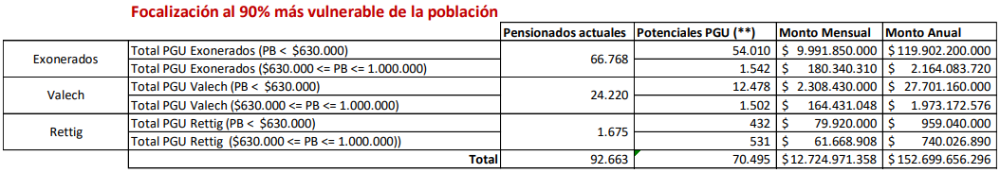 Focalización al 90% más vulnerable de la población
Pensionados actuales Potenciales PGU (**) Monto Mensual Monto Anual
Exonerados 66.768
Total PGU Exonerados (PB < $630.000) 54.010 $ 9.991.850.000 $119.902.200.000
Total PGU Exonerados ($630.000 <= PB <= 1.000.000) 1.542 $ 180.340.310 $ 2.164.083.720
Valech 24.220
Total PGU Valech (PB < $630.000) 12.478 $ 2.308.430.000 $ 27.701.160.000
Total PGU Valech ($630.000 <= PB <= 1.000.000) 1.502 $ 164.431.048 $ 1.973.172.576
Rettig 1.675
Total PGU Rettig (PB < $630.000) 432 $ 79.920.000 $ 959.040.000
Total PGU Rettig ($630.000 <= PB <= 1.000.000)) 531 $ 61.668.908 $ 740.026.890
Total 92.663 70.495 $12.724.971.358 $152.699.656.296